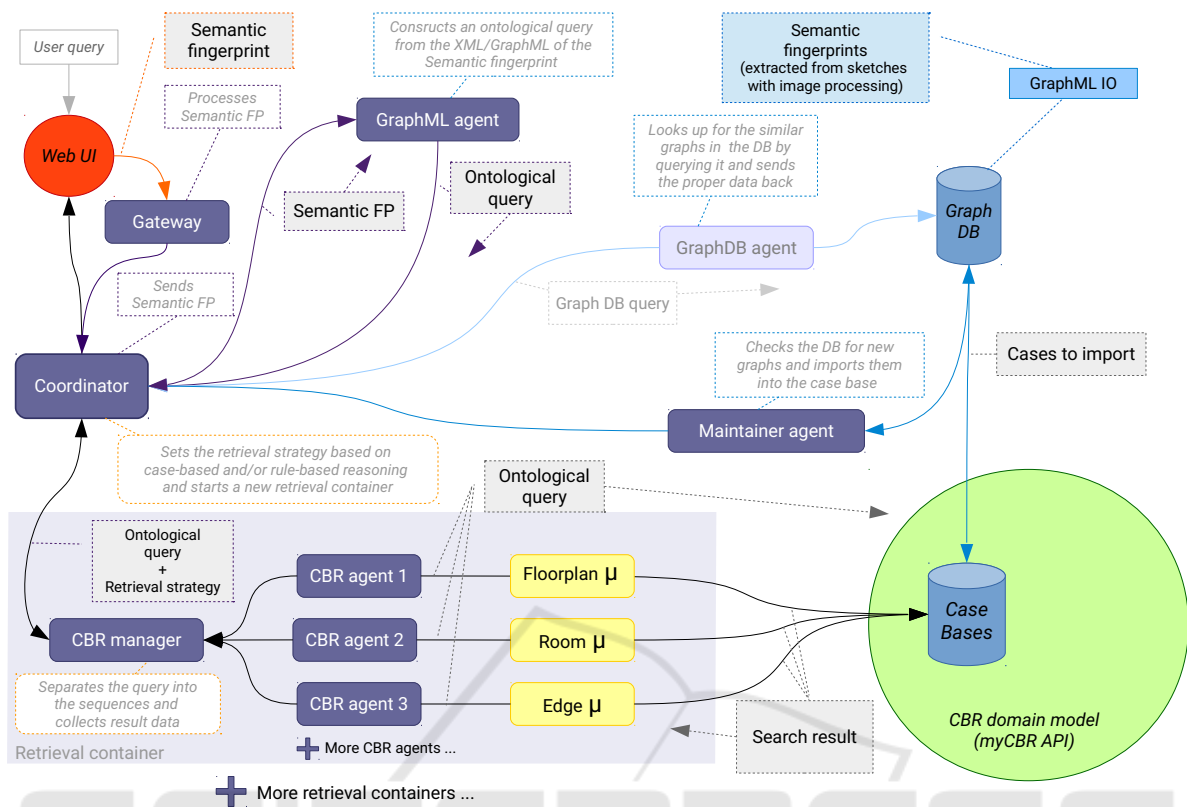 User query
Semantic
fingerprint
Constructs an ontological query
from the XML/GraphML of the
Semantic fingerprint
Semantic
fingerprints
(extracted from sketches
with image processing)
GraphML IO
Processes
Semantic FP
GraphML agent
Web UI
Looks up for the similar
graphs in the DB by
querying it and sends
the proper data back
Ontological
query
Semantic FP
Gateway
GraphDB agent
Graph
DB
Sends
Semantic FP
Graph DB query
Coordinator
Checks the DB for new
graphs and imports them
into the case base
Cases to import
Maintainer agent
Sets the retrieval strategy based on
case-based and/or rule-based reasoning
and starts a new retrieval container
Ontological
query
Ontological
query
+
Retrieval strategy
CBR agent 1
Floorplan µ
CBR manager
CBR agent 2
Room µ
Case
Bases
Separates the query into
the sequences and
collects result data
CBR agent 3
Edge µ
CBR domain model
(myCBR API)
Search result
More CBR agents ...
Retrieval container
More retrieval containers ...